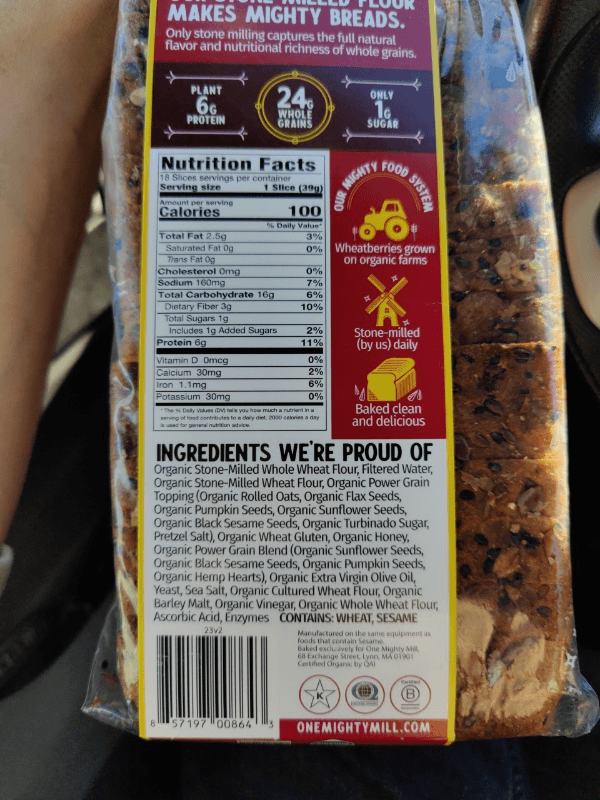 MAKES MIGHTY BREADS.
Only stone milling captures the full natural
flavor and nutritional richness of whole grains.
PLANT
6G
PROTEIN
24G
WHOLE
GRAINS
ONLY
1G
SUGAR
Nutrition Facts
18 Slices servings per container
Serving size 1 Slice (39g)
Amount per serving
Calories 100
% Daily Value*
Total Fat 2.5g 3%
Saturated Fat 0g 0%
Trans Fat 0g
Cholesterol 0mg 0%
Sodium 160mg 7%
Total Carbohydrate 16g 6%
Dietary Fiber 3g 10%
Total Sugars 1g
Includes 1g Added Sugars 2%
Protein 6g 11%
Vitamin D 0mcg 0%
Calcium 30mg 2%
Iron 1.1mg 6%
Potassium 30mg 0%
*The % Daily Values (DV) tells you how much a nutrient in a
serving of food contributes to a daily diet. 2000 calories a day
is used for general nutrition advice.
OUR MIGHTY FOOD SYSTEM
Wheatberries grown
on organic farms
Stone-milled
(by us) daily
Baked clean
and delicious
INGREDIENTS WE'RE PROUD OF
Organic Stone-Milled Whole Wheat Flour, Filtered Water,
Organic Stone-Milled Wheat Flour, Organic Power Grain
Topping (Organic Rolled Oats, Organic Flax Seeds,
Organic Pumpkin Seeds, Organic Sunflower Seeds,
Organic Black Sesame Seeds, Organic Turbinado Sugar,
Pretzel Salt), Organic Wheat Gluten, Organic Honey,
Organic Power Grain Blend (Organic Sunflower Seeds,
Organic Black Sesame Seeds, Organic Pumpkin Seeds,
Organic Hemp Hearts), Organic Extra Virgin Olive Oil,
Yeast, Sea Salt, Organic Cultured Wheat Flour, Organic
Barley Malt, Organic Vinegar, Organic Whole Wheat Flour,
Ascorbic Acid, Enzymes CONTAINS: WHEAT, SESAME
23v2
Manufactured on the same equipment as
foods that contain Sesame.
Baked exclusively for One Mighty Mill,
68 Exchange Street, Lynn, MA 01901
Certified Organic by QAI
K
Certified
B
8 57197 00864 3
ONEMIGHTYMILL.COM